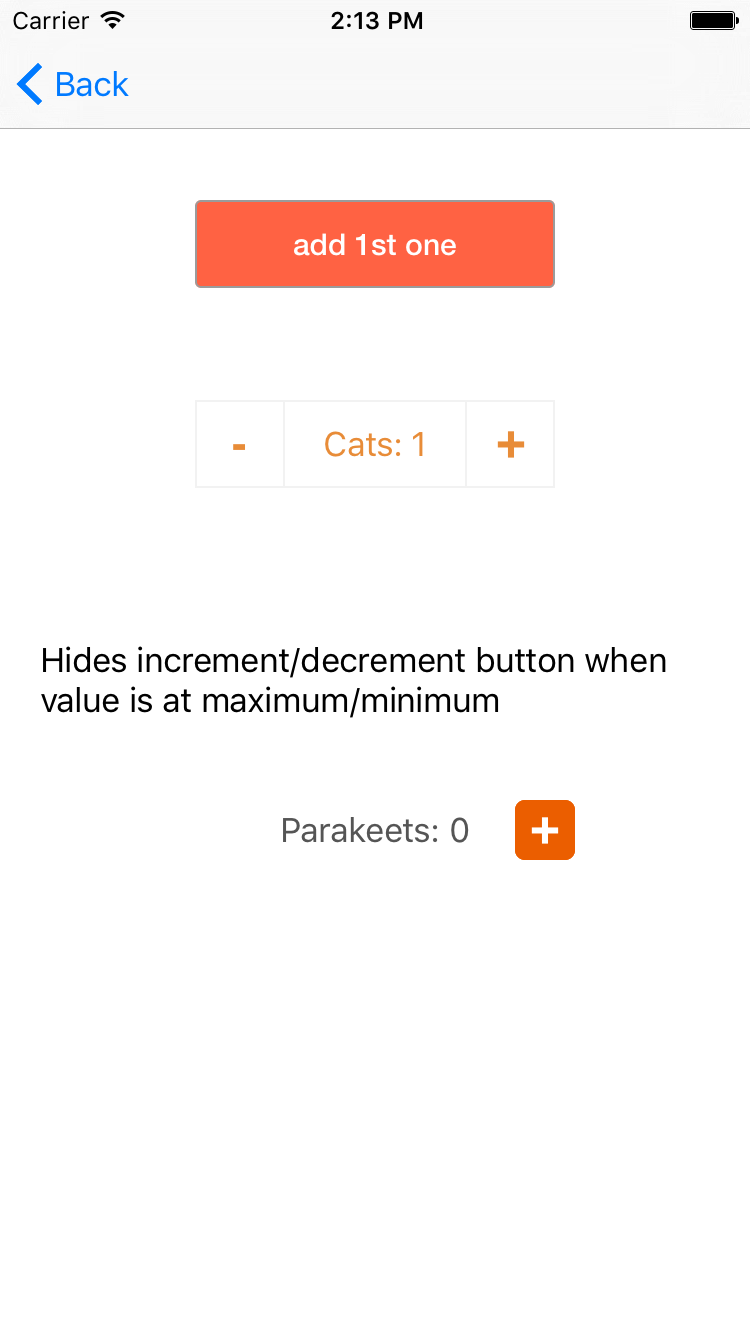 Carrier 2:13 PM
Back
add 1st one
- Cats: 1 +
Hides increment/decrement button when
value is at maximum/minimum
Parakeets: 0 +